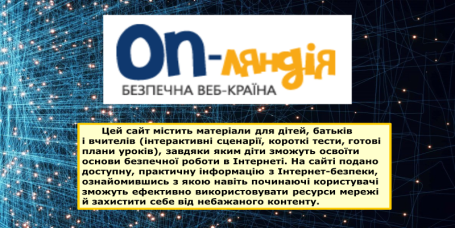 on-ляндія
БЕЗПЕЧНА ВЕБ-КРАЇНА
Цей сайт містить матеріали для дітей, батьків
і вчителів (інтерактивні сценарії, короткі тести, готові
плани уроків), завдяки яким діти зможуть освоїти
основи безпечної роботи в Інтернеті. На сайті подано
доступну, практичну інформацію з Інтернет-безпеки,
ознайомившись з якою навіть починаючі користувачі
зможуть ефективно використовувати ресурси мережі
й захистити себе від небажаного контенту.